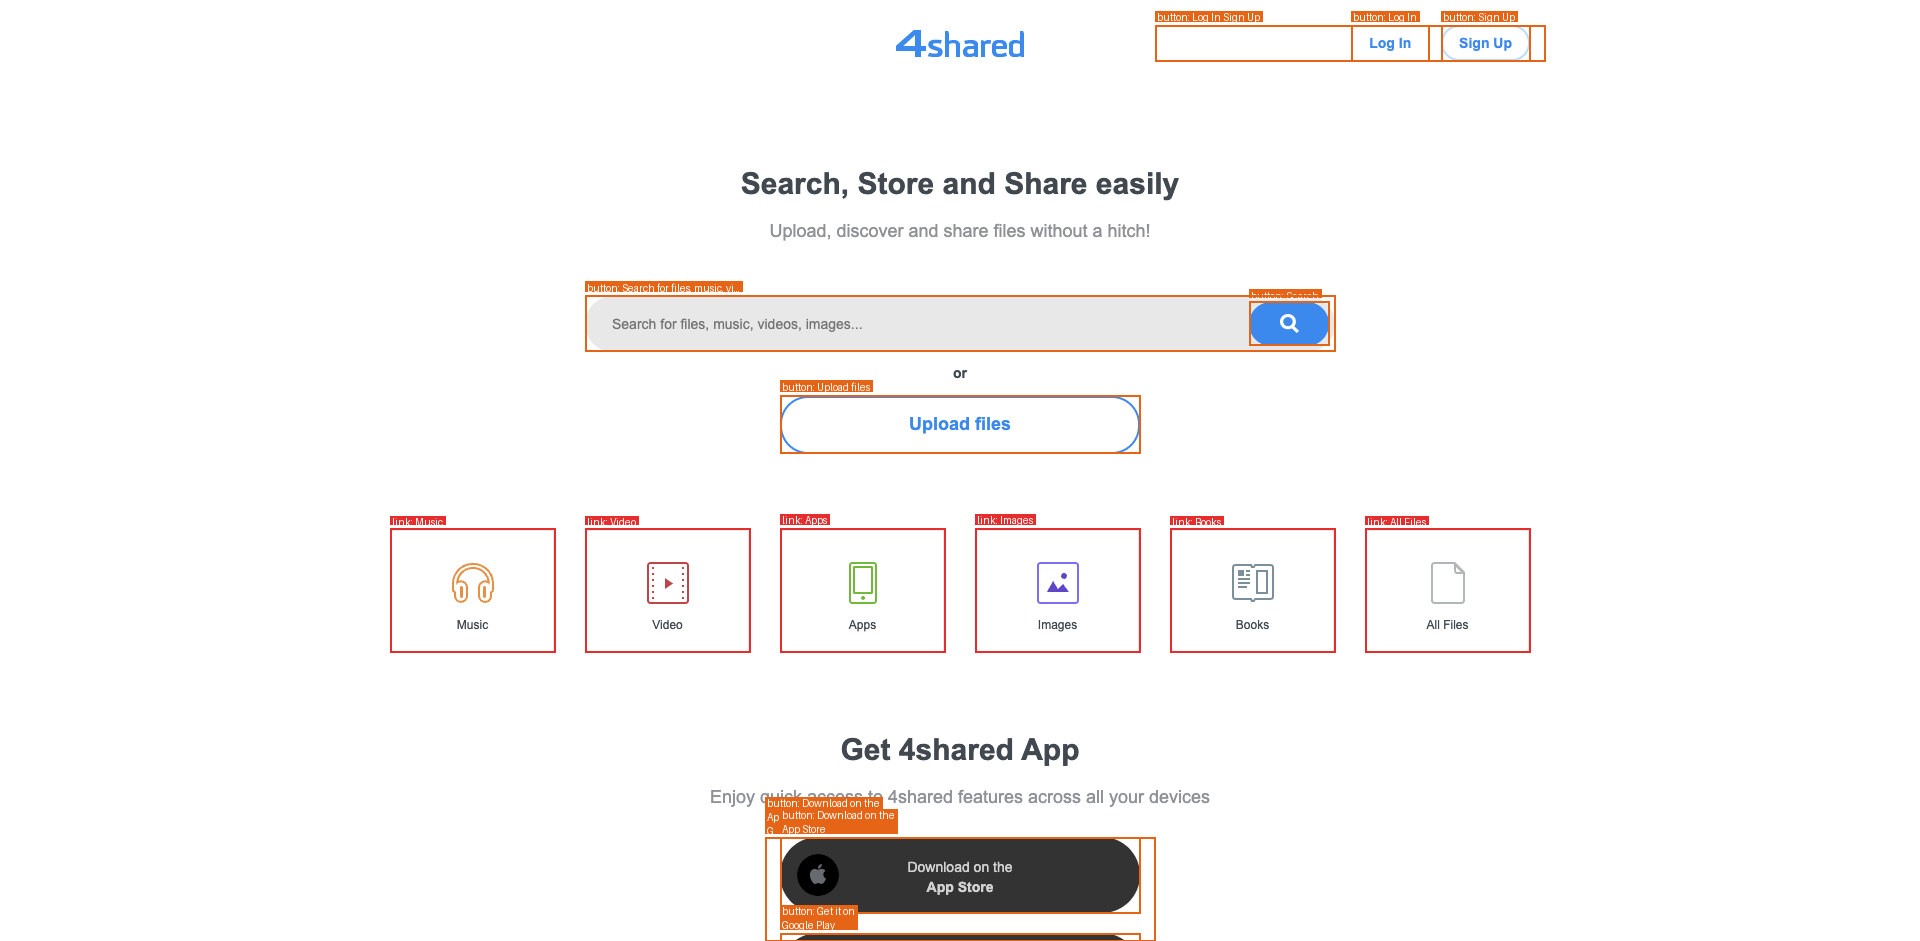 button: Log In Sign Up
button: Log In
button: Sign Up
4shared
Log In
Sign Up
Search, Store and Share easily
Upload, discover and share files without a hitch!
button: Search for files, music, vi...
button: Search
Search for files, music, videos, images...
or
button: Upload files
Upload files
link: Music
link: Video
link: Apps
link: Images
link: Books
link: All Files
Music
Video
Apps
Images
Books
All Files
Get 4shared App
Enjoy quick access to 4shared features across all your devices
button: Download on the
Ap
G
button: Download on the
App Store
Download on the
App Store
button: Get it on
Google Play